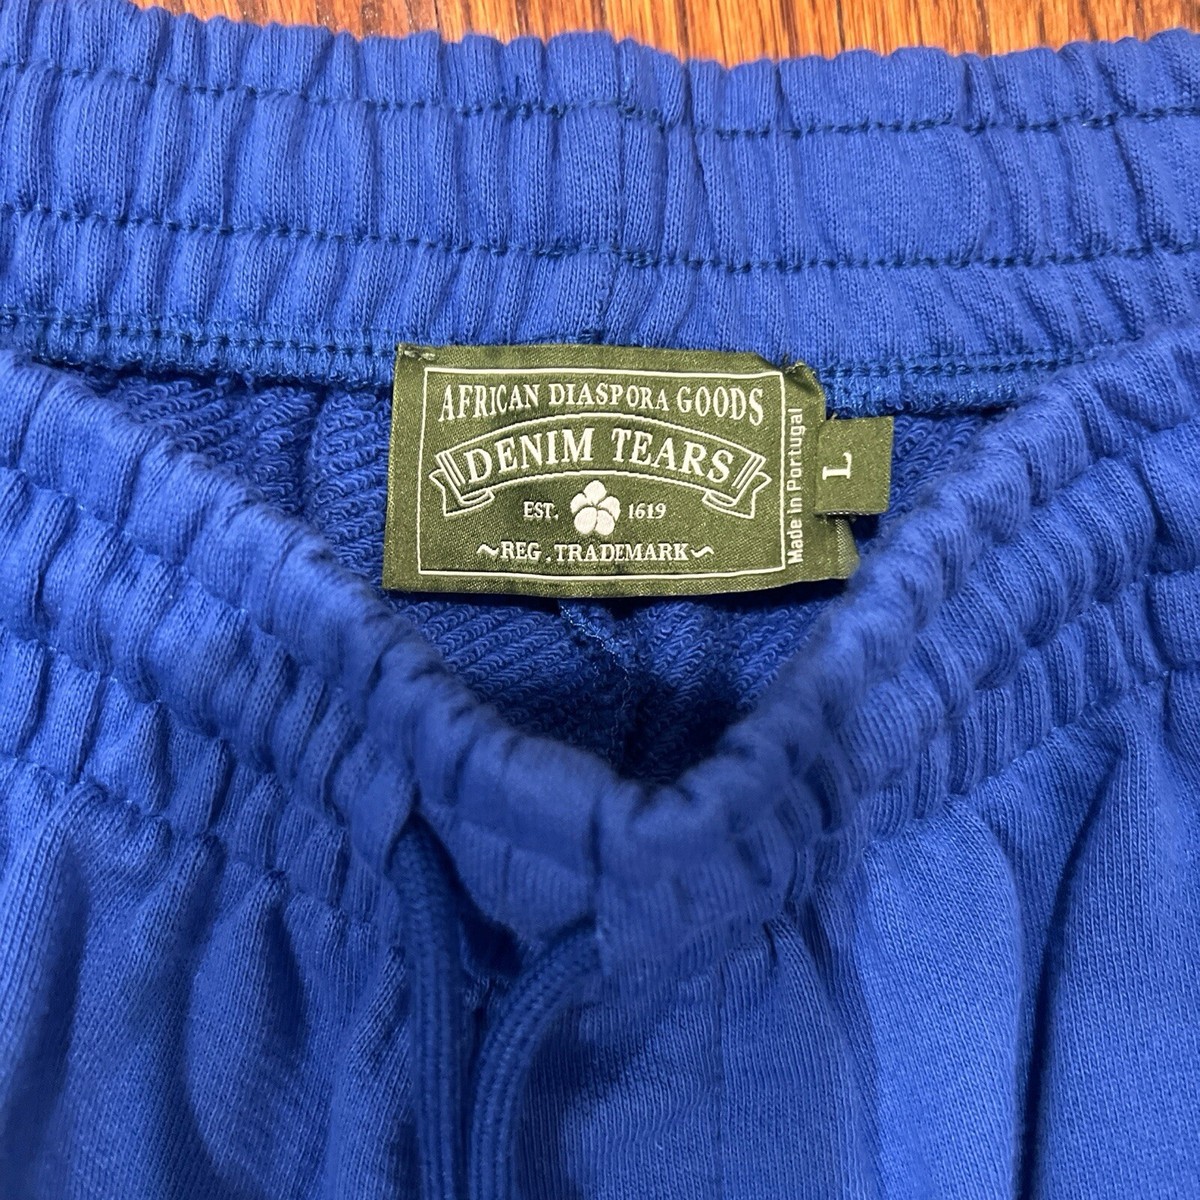 AFRICAN DIASPORA GOODS
DENIM TEARS
EST. 1619
~REG.TRADEMARK~
Made in Portugal
L